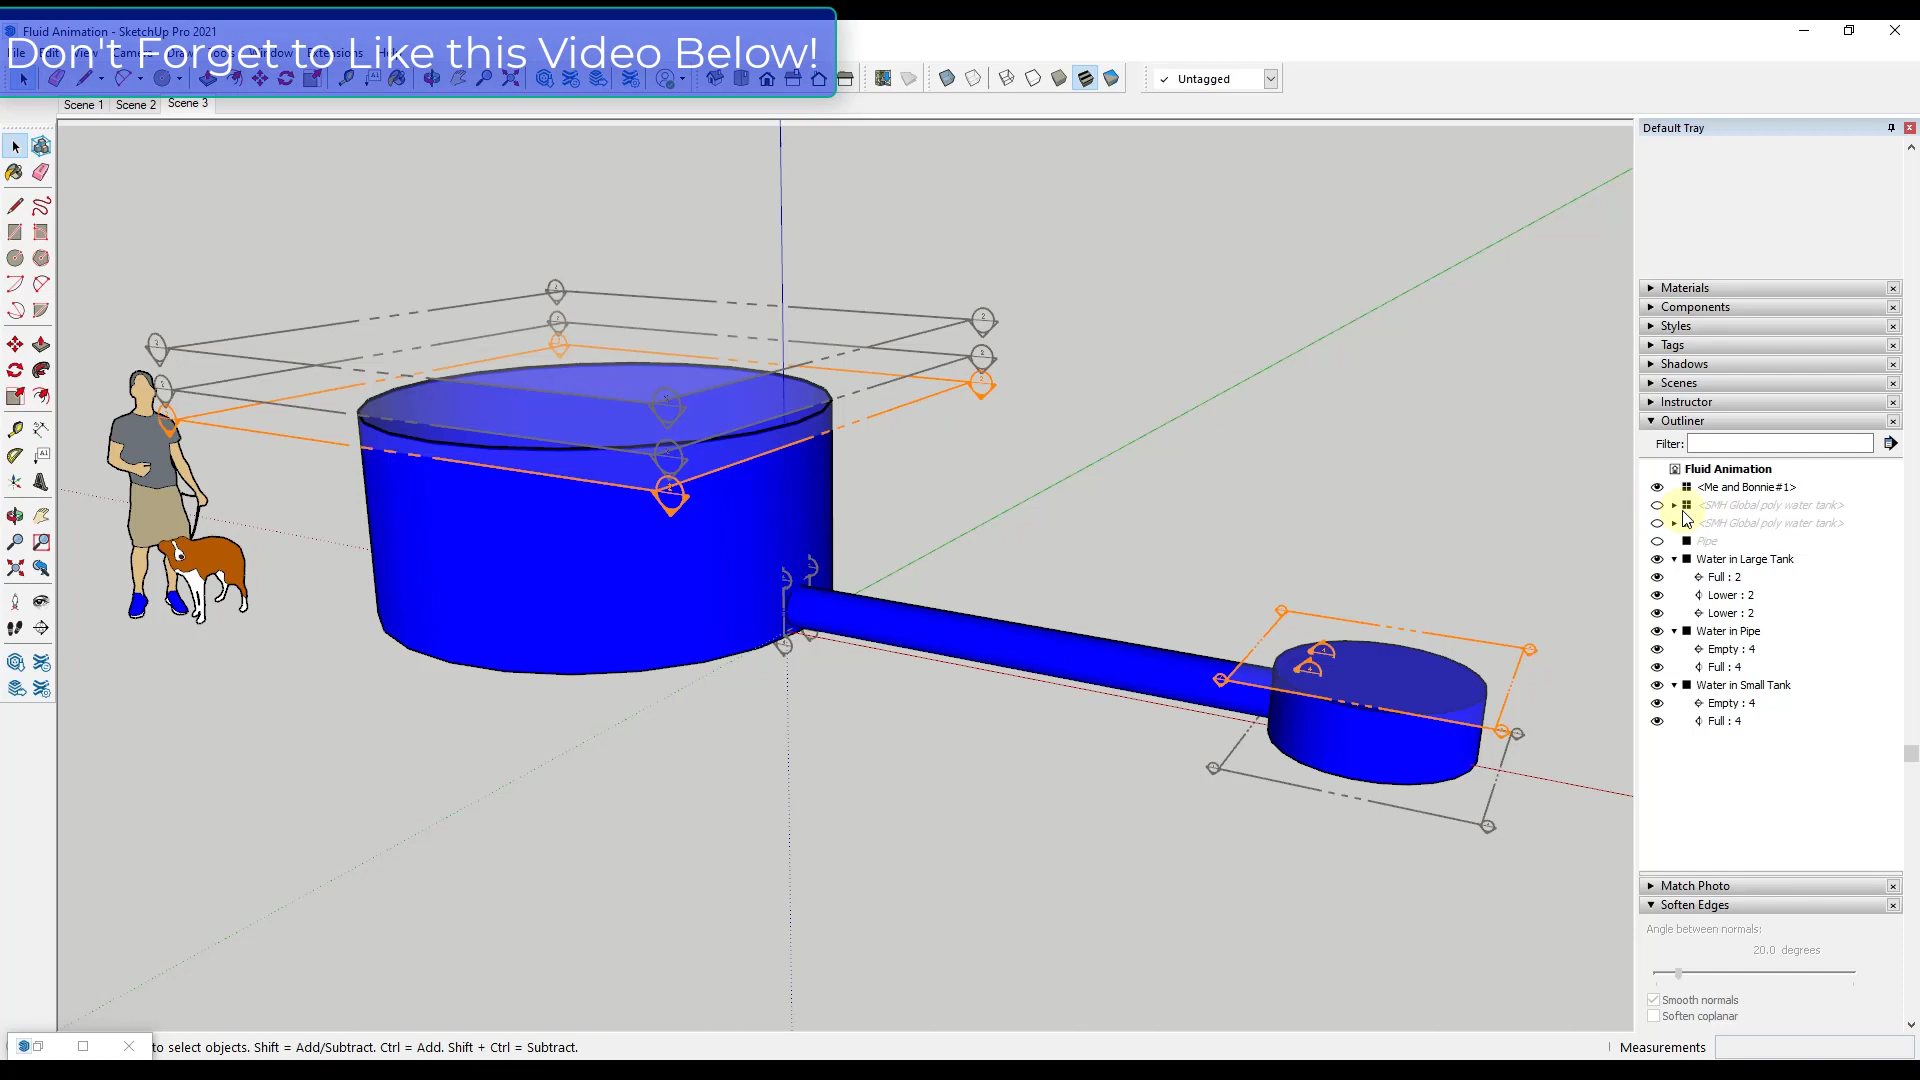 Fluid Animation - SketchUp Pro 2021
Don't Forget to Like this Video Below!
Untagged
Scene 1 Scene 2 Scene 3
Default Tray
Materials
Components
Styles
Tags
Shadows
Scenes
Instructor
Outliner
Filter:
Fluid Animation
<Me and Bonnie#1>
<SMH Global poly water tank>
<SMH Global poly water tank>
Pipe
Water in Large Tank
Full : 2
Lower : 2
Lower : 2
Water in Pipe
Empty : 4
Full : 4
Water in Small Tank
Empty : 4
Full : 4
Match Photo
Soften Edges
Angle between normals:
20.0 degrees
Smooth normals
Soften coplanar
to select objects. Shift = Add/Subtract. Ctrl = Add. Shift + Ctrl = Subtract.
Measurements